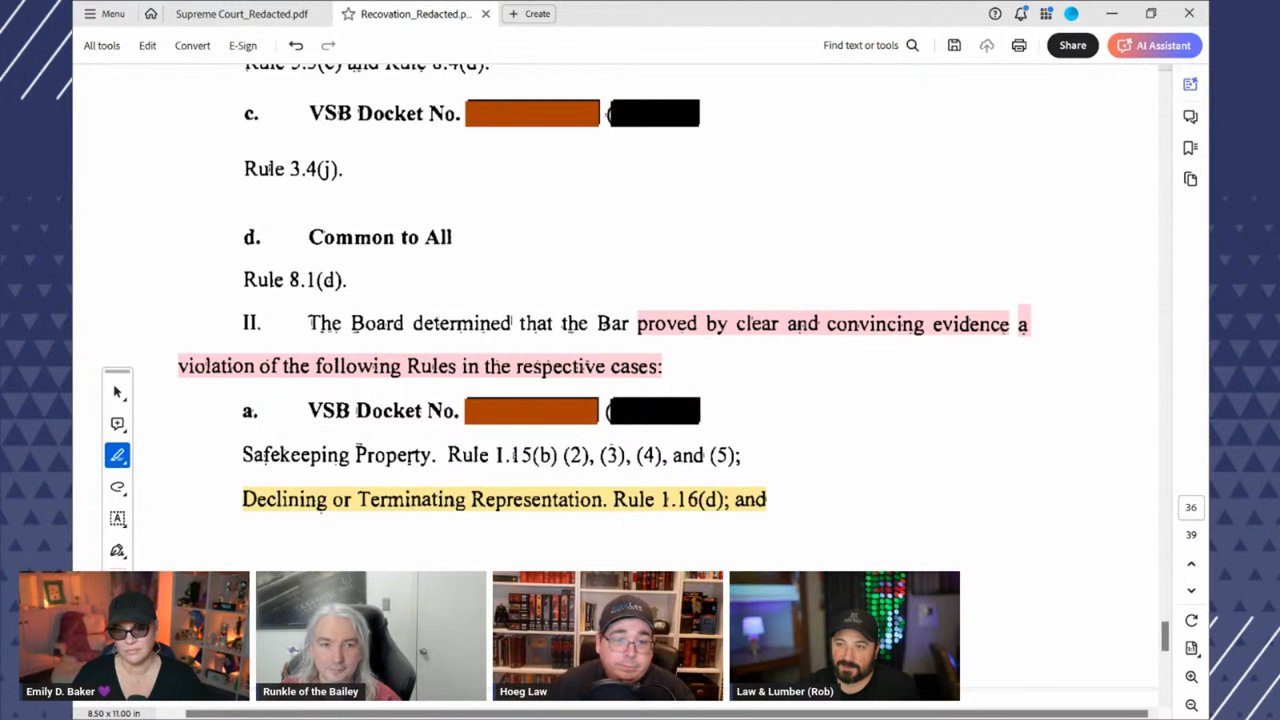 Menu
Supreme Court_Redacted.pdf
Recovation_Redacted.p...
Create
All tools
Edit
Convert
E-Sign
Find text or tools
Share
AI Assistant
c. VSB Docket No.
Rule 3.4(j).
d. Common to All
Rule 8.1(d).
II. The Board determined that the Bar proved by clear and convincing evidence a
violation of the following Rules in the respective cases:
a. VSB Docket No. (
Safekeeping Property. Rule 1.15(b) (2), (3), (4), and (5);
Declining or Terminating Representation. Rule 1.16(d); and
36
39
Emily D. Baker 💜
Runkle of the Bailey
Hoeg Law
Law & Lumber (Rob)
8.50 x 11.00 in